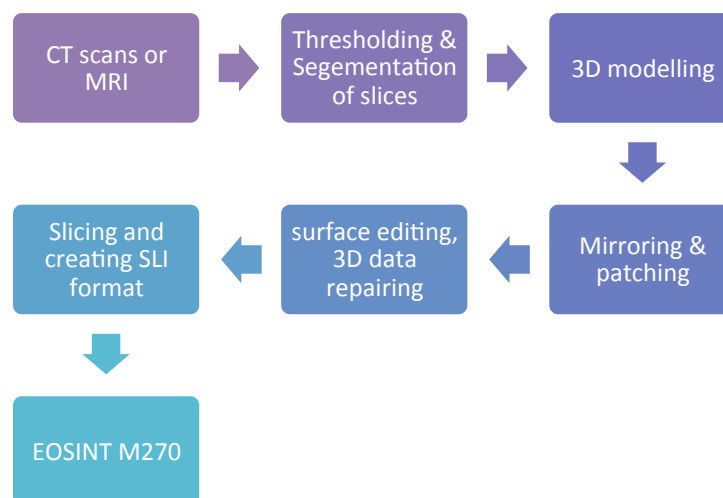 CT scans or
MRI
Thresholding &
Segementation
of slices
3D modelling
Mirroring &
patching
surface editing,
3D data
repairing
Slicing and
creating SLI
format
EOSINT M270